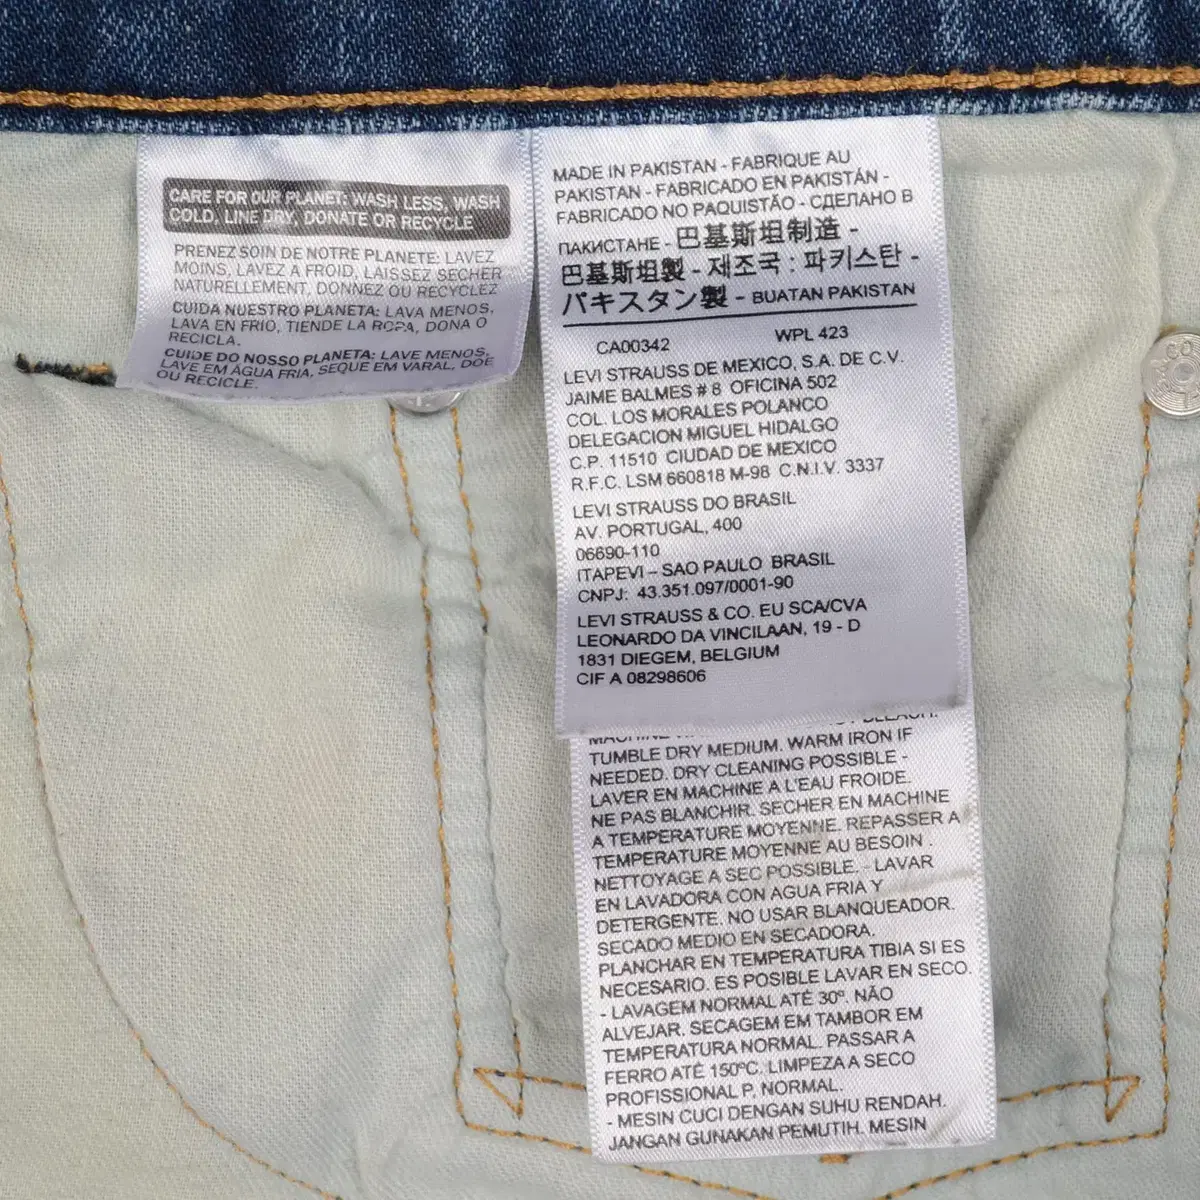 CARE FOR OUR PLANET: WASH LESS, WASH
COLD, LINE DRY, DONATE OR RECYCLE
PRENEZ SOIN DE NOTRE PLANETE: LAVEZ
MOINS, LAVEZ A FROID, LAISSEZ SECHER
NATURELLEMENT, DONNEZ OU RECYCLEZ
CUIDA NUESTRO PLANETA: LAVA MENOS,
LAVA EN FRÍO, TIENDE LA ROPA, DONA O
RECICLA.
CUIDE DO NOSSO PLANETA: LAVE MENOS,
LAVE EM ÁGUA FRIA, SEQUE EM VARAL, DOE
OU RECICLE.
MADE IN PAKISTAN - FABRIQUE AU
PAKISTAN - FABRICADO EN PAKISTÁN -
FABRICADO NO PAQUISTÃO - СДЕЛАНО В
ПАКИСТАНЕ - 巴基斯坦制造 -
巴基斯坦製 - 제조국 : 파키스탄 -
パキスタン製 - BUATAN PAKISTAN
CA00342 WPL 423
LEVI STRAUSS DE MEXICO, S.A. DE C.V.
JAIME BALMES # 8 OFICINA 502
COL. LOS MORALES POLANCO
DELEGACION MIGUEL HIDALGO
C.P. 11510 CIUDAD DE MEXICO
R.F.C. LSM 660818 M-98 C.N.I.V. 3337
LEVI STRAUSS DO BRASIL
AV. PORTUGAL, 400
06690-110
ITAPEVI – SAO PAULO BRASIL
CNPJ: 43.351.097/0001-90
LEVI STRAUSS & CO. EU SCA/CVA
LEONARDO DA VINCILAAN, 19 - D
1831 DIEGEM, BELGIUM
CIF A 08298606
MACHINE BLEACH.
TUMBLE DRY MEDIUM. WARM IRON IF
NEEDED. DRY CLEANING POSSIBLE -
LAVER EN MACHINE A L'EAU FROIDE.
NE PAS BLANCHIR. SECHER EN MACHINE
A TEMPERATURE MOYENNE. REPASSER A
TEMPERATURE MOYENNE AU BESOIN .
NETTOYAGE A SEC POSSIBLE. - LAVAR
EN LAVADORA CON AGUA FRIA Y
DETERGENTE. NO USAR BLANQUEADOR.
SECADO MEDIO EN SECADORA.
PLANCHAR EN TEMPERATURA TIBIA SI ES
NECESARIO. ES POSIBLE LAVAR EN SECO.
- LAVAGEM NORMAL ATÉ 30º. NÃO
ALVEJAR. SECAGEM EM TAMBOR EM
TEMPERATURA NORMAL. PASSAR A
FERRO ATÉ 150ºC. LIMPEZA A SECO
PROFISSIONAL P, NORMAL.
- MESIN CUCI DENGAN SUHU RENDAH.
JANGAN GUNAKAN PEMUTIH. MESIN